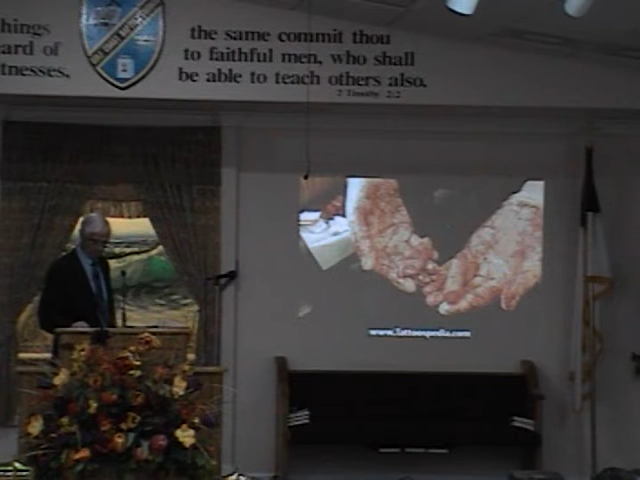 hings
the same commit thou
ard of
to faithful men, who shall
tnesses.
be able to teach others also.
2 Timothy 2:2